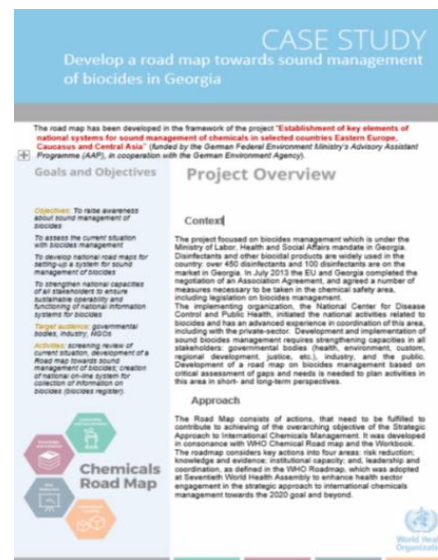 CASE STUDY
Develop a road map towards sound management
of biocides in Georgia
The road map has been developed in the framework of the project "Establishment of key elements of
national systems for sound management of chemicals in selected countries Eastern Europe,
Caucasus and Central Asia" (funded by the German Federal Environment Ministry's Advisory Assistant
Programme (AAP), in cooperation with the German Environment Agency).
Goals and Objectives
Objectives: To raise awareness
about sound management of
biocides
To assess the current situation
with biocides management
To develop national road maps for
setting-up a system for sound
management of biocides
To strengthen national capacities
of all stakeholders to ensure
sustainable operability and
functioning of national information
systems for biocides
Target audience: governmental
bodies, industry, NGOs
Activities: screening review of
current situation, development of a
Road map towards sound
management of biocides; creation
of national on-line system for
collection of information on
biocides (biocides register).
Chemicals
Road Map
Project Overview
Context
The project focused on biocides management which is under the
Ministry of Labor, Health and Social Affairs mandate in Georgia.
Disinfectants and other biocidal products are widely used in the
country: over 450 disinfectants and 100 disinfectants are on the
market in Georgia. In July 2013 the EU and Georgia completed the
negotiation of an Association Agreement, and agreed a number of
measures necessary to be taken in the chemical safety area,
including legislation on biocides management.
The implementing organization, the National Center for Disease
Control and Public Health, initiated the national activities related to
biocides and has an advanced experience in coordination of this area,
including with the private-sector. Development and implementation of
sound biocides management requires strengthening capacities in all
stakeholders: governmental bodies (health, environment, custom,
regional development, justice, etc.), industry, and the public.
Development of a road map on biocides management based on
critical assessment of gaps and needs is needed to plan activities in
this area in short- and long-term perspectives.
Approach
The Road Map consists of actions, that need to be fulfilled to
contribute to achieving of the overarching objective of the Strategic
Approach to International Chemicals Management. It was developed
in consonance with WHO Chemical Road map and the Workbook.
The roadmap considers key actions into four areas: risk reduction;
knowledge and evidence; institutional capacity; and, leadership and
coordination, as defined in the WHO Roadmap, which was adopted
at Seventieth World Health Assembly to enhance health sector
engagement in the strategic approach to international chemicals
management towards the 2020 goal and beyond.
World Heal
Organizatio